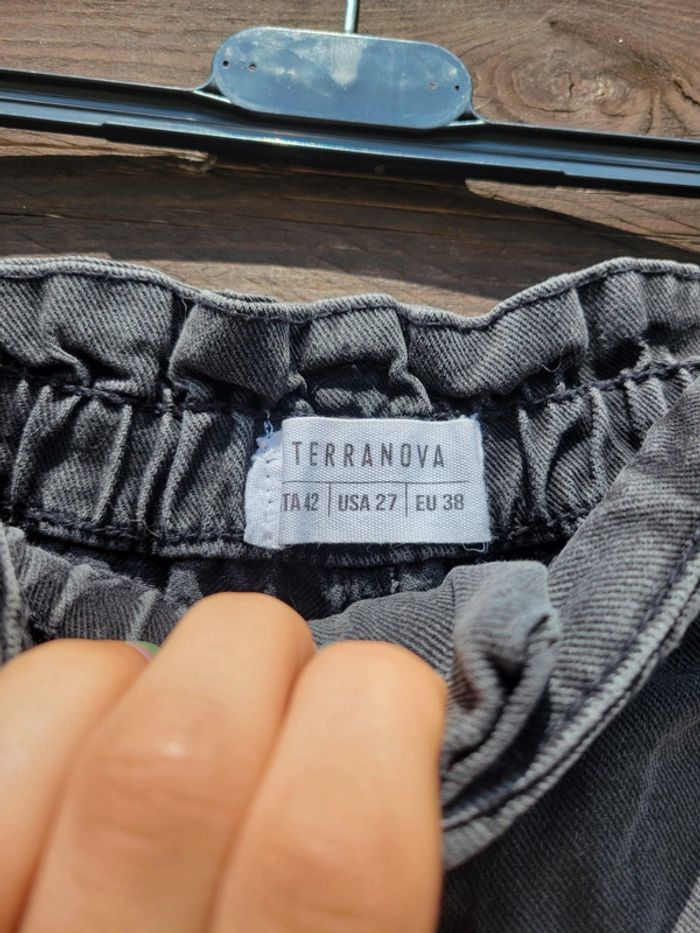 TERRANOVA
TA 42 | USA 27 | EU 38